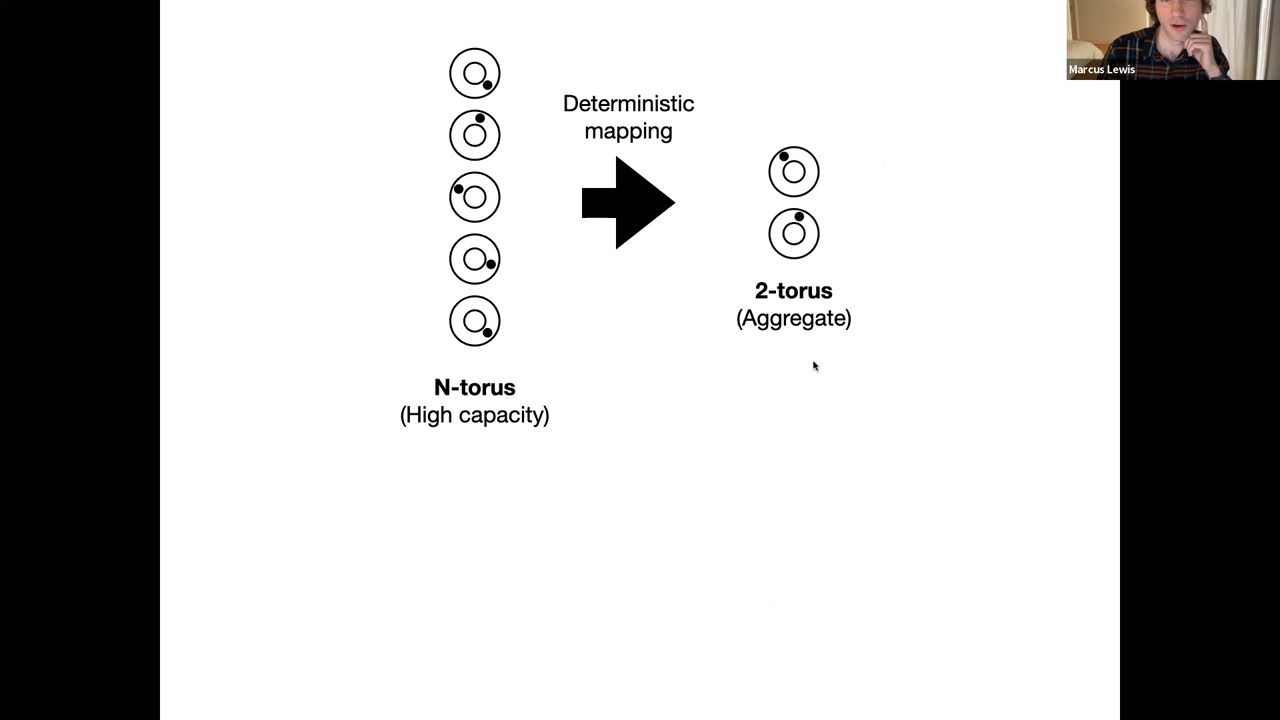 Marcus Lewis
Deterministic
mapping
2-torus
(Aggregate)
N-torus
(High capacity)